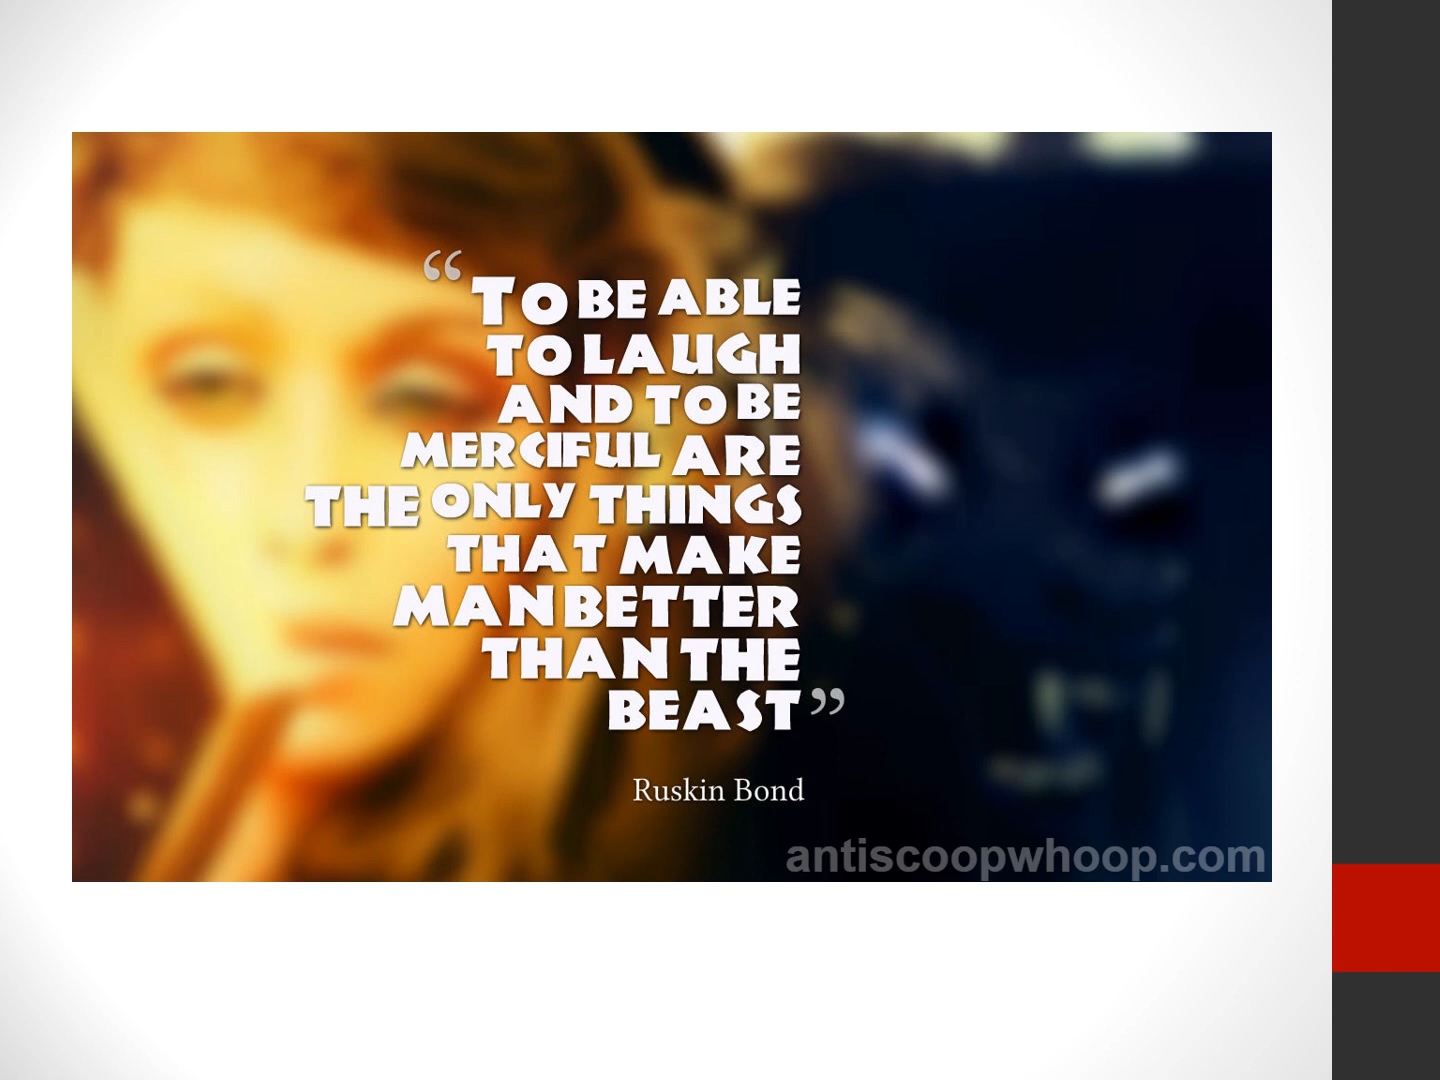 “TO BE ABLE
TO LAUGH
AND TO BE
MERCIFUL ARE
THE ONLY THINGS
THAT MAKE
MAN BETTER
THAN THE
BEAST”
Ruskin Bond
antiscoopwhoop.com